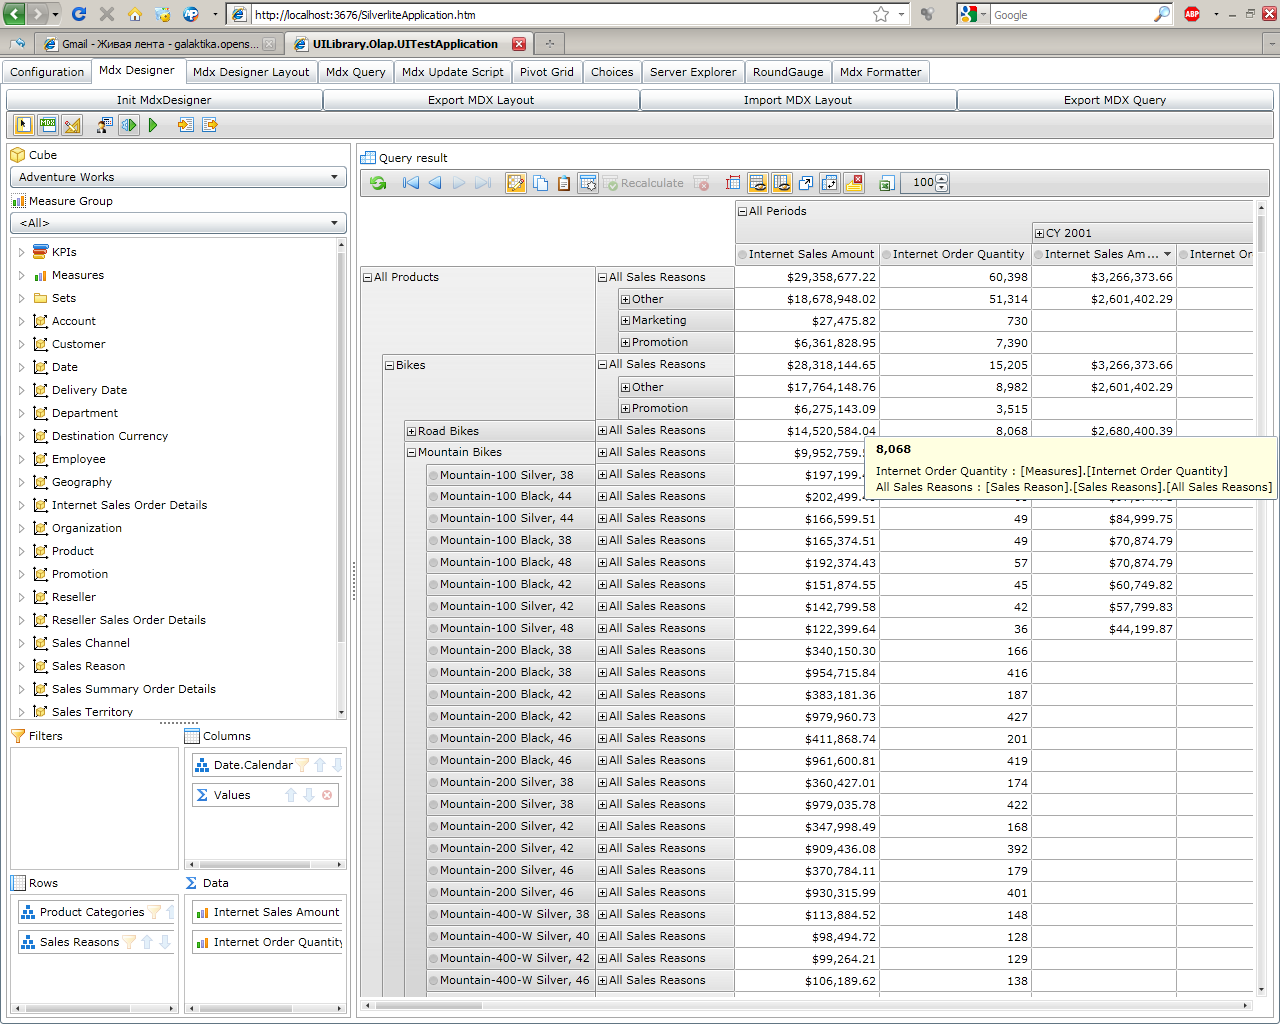 http://localhost:3676/SilverliteApplication.htm
Google
ABP
Gmail - Живая лента - galaktika.opens...
UILibrary.Olap.UITestApplication
Configuration
Mdx Designer
Mdx Designer Layout
Mdx Query
Mdx Update Script
Pivot Grid
Choices
Server Explorer
RoundGauge
Mdx Formatter
Init MdxDesigner
Export MDX Layout
Import MDX Layout
Export MDX Query
MDX
Cube
Adventure Works
Measure Group
<All>
KPIs
Measures
Sets
Account
Customer
Date
Delivery Date
Department
Destination Currency
Employee
Geography
Internet Sales Order Details
Organization
Product
Promotion
Reseller
Reseller Sales Order Details
Sales Channel
Sales Reason
Sales Summary Order Details
Sales Territory
Filters
Columns
Date.Calendar
Values
Rows
Product Categories
Sales Reasons
Data
Internet Sales Amount
Internet Order Quantity
Query result
Recalculate
100
All Periods
CY 2001
Internet Sales Amount Internet Order Quantity Internet Sales Am... Internet Or
All Products All Sales Reasons $29,358,677.22 60,398 $3,266,373.66
Other $18,678,948.02 51,314 $2,601,402.29
Marketing $27,475.82 730
Promotion $6,361,828.95 7,390
Bikes All Sales Reasons $28,318,144.65 15,205 $3,266,373.66
Other $17,764,148.76 8,982 $2,601,402.29
Promotion $6,275,143.09 3,515
Road Bikes All Sales Reasons $14,520,584.04 8,068 $2,680,400.39
Mountain Bikes All Sales Reasons $9,952,759.5
8,068
Internet Order Quantity : [Measures].[Internet Order Quantity]
All Sales Reasons : [Sales Reason].[Sales Reasons].[All Sales Reasons]
Mountain-100 Silver, 38 All Sales Reasons $197,199.4
Mountain-100 Black, 44 All Sales Reasons $202,499.4
Mountain-100 Silver, 44 All Sales Reasons $166,599.51 49 $84,999.75
Mountain-100 Black, 38 All Sales Reasons $165,374.51 49 $70,874.79
Mountain-100 Black, 48 All Sales Reasons $192,374.43 57 $70,874.79
Mountain-100 Black, 42 All Sales Reasons $151,874.55 45 $60,749.82
Mountain-100 Silver, 42 All Sales Reasons $142,799.58 42 $57,799.83
Mountain-100 Silver, 48 All Sales Reasons $122,399.64 36 $44,199.87
Mountain-200 Black, 38 All Sales Reasons $340,150.30 166
Mountain-200 Black, 38 All Sales Reasons $954,715.84 416
Mountain-200 Black, 42 All Sales Reasons $383,181.36 187
Mountain-200 Black, 42 All Sales Reasons $979,960.73 427
Mountain-200 Black, 46 All Sales Reasons $411,868.74 201
Mountain-200 Black, 46 All Sales Reasons $961,600.81 419
Mountain-200 Silver, 38 All Sales Reasons $360,427.01 174
Mountain-200 Silver, 38 All Sales Reasons $979,035.78 422
Mountain-200 Silver, 42 All Sales Reasons $347,998.49 168
Mountain-200 Silver, 42 All Sales Reasons $909,436.08 392
Mountain-200 Silver, 46 All Sales Reasons $370,784.11 179
Mountain-200 Silver, 46 All Sales Reasons $930,315.99 401
Mountain-400-W Silver, 38 All Sales Reasons $113,884.52 148
Mountain-400-W Silver, 40 All Sales Reasons $98,494.72 128
Mountain-400-W Silver, 42 All Sales Reasons $99,264.21 129
Mountain-400-W Silver, 46 All Sales Reasons $106,189.62 138